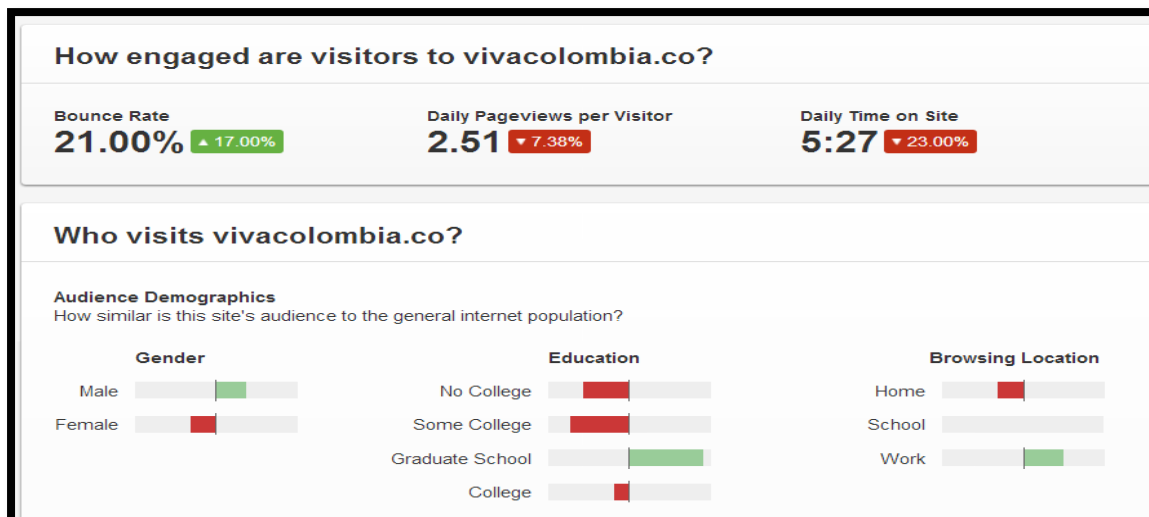 How engaged are visitors to vivacolombia.co?
Bounce Rate
21.00% ▲ 17.00%
Daily Pageviews per Visitor
2.51 ▼ 7.38%
Daily Time on Site
5:27 ▼ 23.00%
Who visits vivacolombia.co?
Audience Demographics
How similar is this site's audience to the general internet population?
Gender
Male
Female
Education
No College
Some College
Graduate School
College
Browsing Location
Home
School
Work